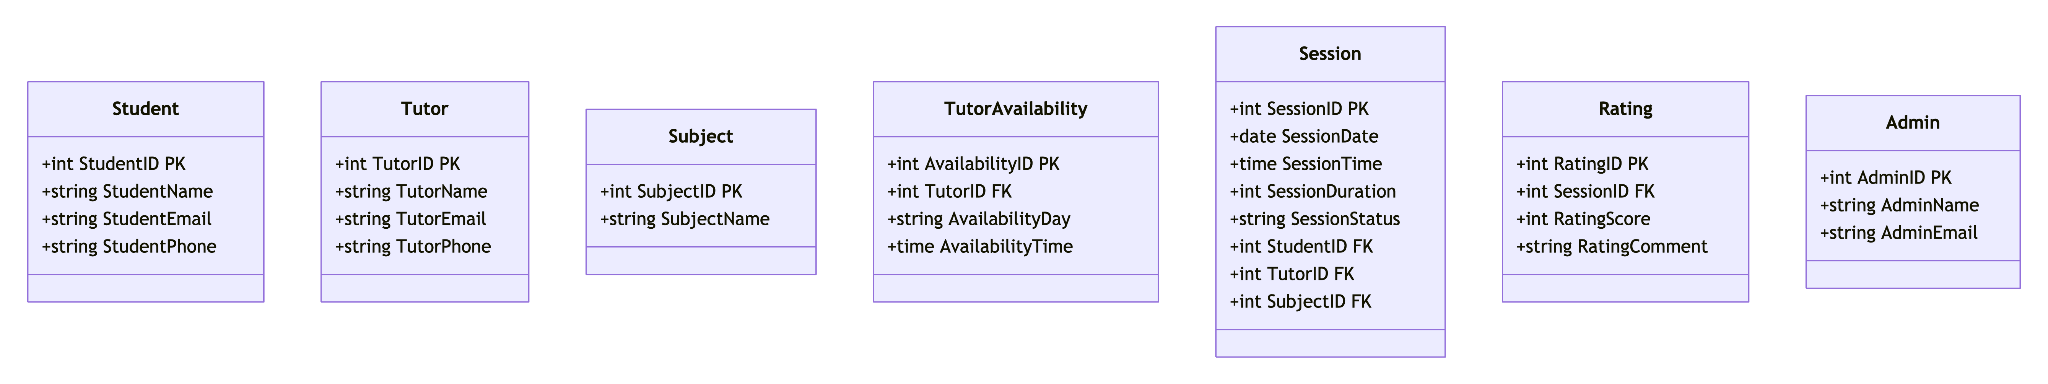 Student
+int StudentID PK
+string StudentName
+string StudentEmail
+string StudentPhone
Tutor
+int TutorID PK
+string TutorName
+string TutorEmail
+string TutorPhone
Subject
+int SubjectID PK
+string SubjectName
TutorAvailability
+int AvailabilityID PK
+int TutorID FK
+string AvailabilityDay
+time AvailabilityTime
Session
+int SessionID PK
+date SessionDate
+time SessionTime
+int SessionDuration
+string SessionStatus
+int StudentID FK
+int TutorID FK
+int SubjectID FK
Rating
+int RatingID PK
+int SessionID FK
+int RatingScore
+string RatingComment
Admin
+int AdminID PK
+string AdminName
+string AdminEmail